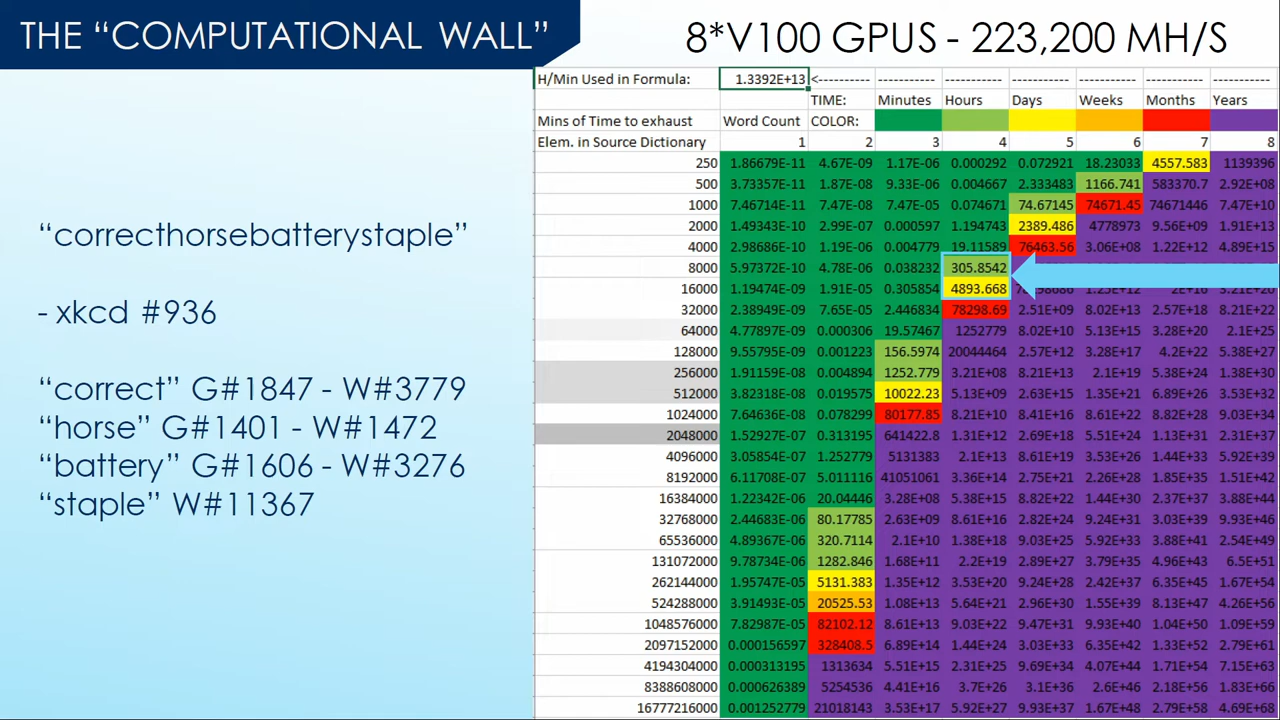 THE “COMPUTATIONAL WALL”
8*V100 GPUS - 223,200 MH/S
“correcthorsebatterystaple”
- xkcd #936
“correct” G#1847 - W#3779
“horse” G#1401 - W#1472
“battery” G#1606 - W#3276
“staple” W#11367
H/Min Used in Formula: 1.3392E+13 <---------- ----------- ----------- ----------- ----------- ----------- -----------
TIME: Minutes Hours Days Weeks Months Years
Mins of Time to exhaust Word Count COLOR:
Elem. in Source Dictionary 1 2 3 4 5 6 7 8
250 1.86679E-11 4.67E-09 1.17E-06 0.000292 0.072921 18.23033 4557.583 1139396
500 3.73357E-11 1.87E-08 9.33E-06 0.004667 2.333483 1166.741 583370.7 2.92E+08
1000 7.46714E-11 7.47E-08 7.47E-05 0.074671 74.67145 74671.45 74671446 7.47E+10
2000 1.49343E-10 2.99E-07 0.000597 1.194743 2389.486 4778973 9.56E+09 1.91E+13
4000 2.98686E-10 1.19E-06 0.004779 19.11589 76463.56 3.06E+08 1.22E+12 4.89E+15
8000 5.97372E-10 4.78E-06 0.038232 305.8542
16000 1.19474E-09 1.91E-05 0.305854 4893.668
32000 2.38949E-09 7.65E-05 2.446834 78298.69 2.51E+09 8.02E+13 2.57E+18 8.21E+22
64000 4.77897E-09 0.000306 19.57467 1252779 8.02E+10 5.13E+15 3.28E+20 2.1E+25
128000 9.55795E-09 0.001223 156.5974 20044464 2.57E+12 3.28E+17 4.2E+22 5.38E+27
256000 1.91159E-08 0.004894 1252.779 3.21E+08 8.21E+13 2.1E+19 5.38E+24 1.38E+30
512000 3.82318E-08 0.019575 10022.23 5.13E+09 2.63E+15 1.35E+21 6.89E+26 3.53E+32
1024000 7.64636E-08 0.078299 80177.85 8.21E+10 8.41E+16 8.61E+22 8.82E+28 9.03E+34
2048000 1.52927E-07 0.313195 641422.8 1.31E+12 2.69E+18 5.51E+24 1.13E+31 2.31E+37
4096000 3.05854E-07 1.252779 5131383 2.1E+13 8.61E+19 3.53E+26 1.44E+33 5.92E+39
8192000 6.11708E-07 5.011116 41051061 3.36E+14 2.75E+21 2.26E+28 1.85E+35 1.51E+42
16384000 1.22342E-06 20.04446 3.28E+08 5.38E+15 8.82E+22 1.44E+30 2.37E+37 3.88E+44
32768000 2.44683E-06 80.17785 2.63E+09 8.61E+16 2.82E+24 9.24E+31 3.03E+39 9.93E+46
65536000 4.89367E-06 320.7114 2.1E+10 1.38E+18 9.03E+25 5.92E+33 3.88E+41 2.54E+49
131072000 9.78734E-06 1282.846 1.68E+11 2.2E+19 2.89E+27 3.79E+35 4.96E+43 6.5E+51
262144000 1.95747E-05 5131.383 1.35E+12 3.53E+20 9.24E+28 2.42E+37 6.35E+45 1.67E+54
524288000 3.91493E-05 20525.53 1.08E+13 5.64E+21 2.96E+30 1.55E+39 8.13E+47 4.26E+56
1048576000 7.82987E-05 82102.12 8.61E+13 9.03E+22 9.47E+31 9.93E+40 1.04E+50 1.09E+59
2097152000 0.000156597 328408.5 6.89E+14 1.44E+24 3.03E+33 6.35E+42 1.33E+52 2.79E+61
4194304000 0.000313195 1313634 5.51E+15 2.31E+25 9.69E+34 4.07E+44 1.71E+54 7.15E+63
8388608000 0.000626389 5254536 4.41E+16 3.7E+26 3.1E+36 2.6E+46 2.18E+56 1.83E+66
16777216000 0.001252779 21018143 3.53E+17 5.92E+27 9.93E+37 1.67E+48 2.79E+58 4.69E+68